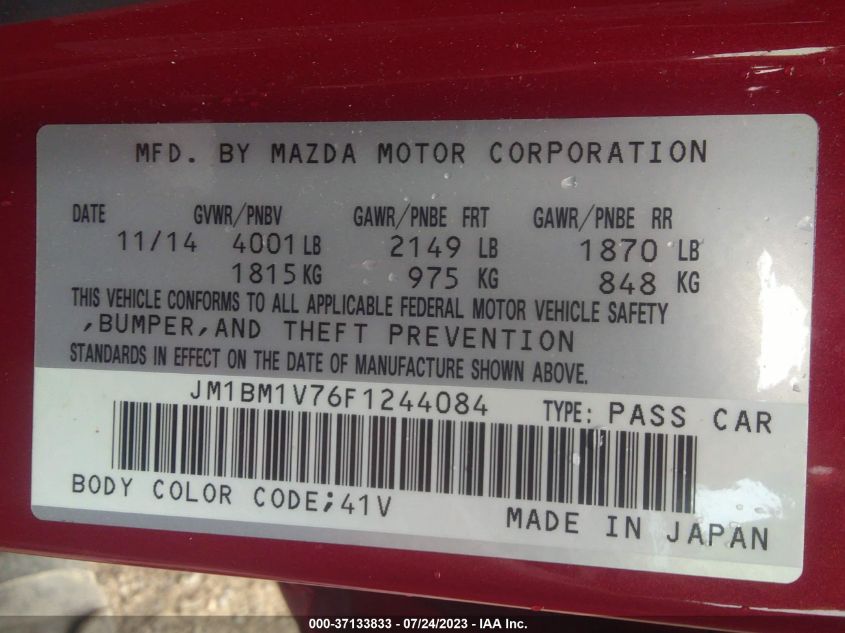 MFD. BY MAZDA MOTOR CORPORATION
DATE GVWR/PNBV GAWR/PNBE FRT GAWR/PNBE RR
11/14 4001 LB 2149 LB 1870 LB
1815 KG 975 KG 848 KG
THIS VEHICLE CONFORMS TO ALL APPLICABLE FEDERAL MOTOR VEHICLE SAFETY
,BUMPER,AND THEFT PREVENTION
STANDARDS IN EFFECT ON THE DATE OF MANUFACTURE SHOWN ABOVE.
JM1BM1V76F1244084 TYPE: PASS CAR
BODY COLOR CODE;41V
MADE IN JAPAN
000-37133833 / 07/24/2023 - IAA Inc.